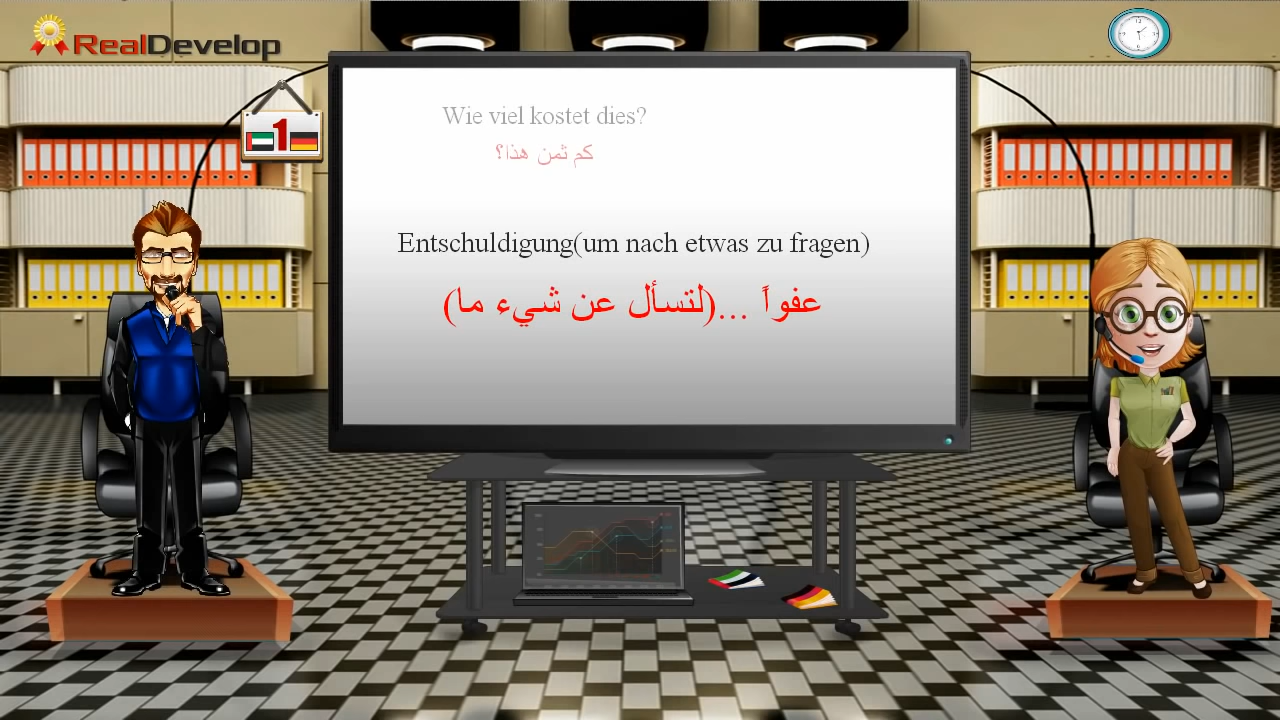 RealDevelop
1
Wie viel kostet dies?
كم ثمن هذا؟
Entschuldigung(um nach etwas zu fragen)
عفواً ...(لتسأل عن شيء ما)